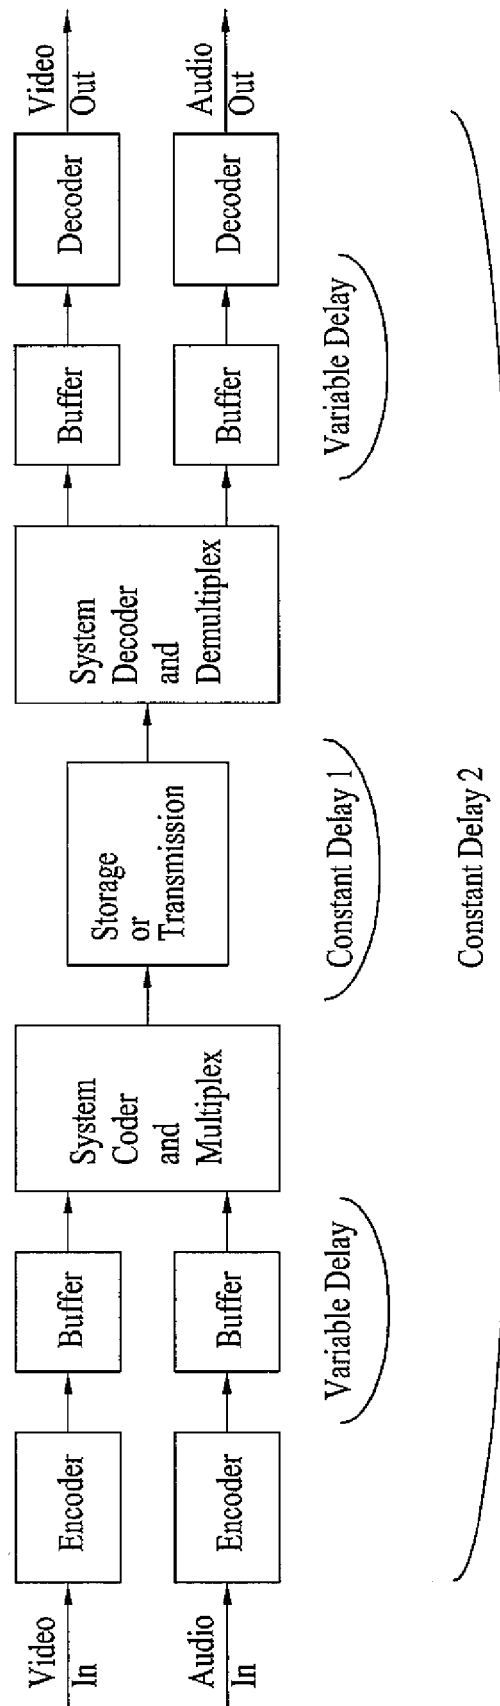 Video
In
Encoder
Buffer
Audio
In
Encoder
Buffer
Variable Delay
System
Coder
and
Multiplex
Storage
or
Transmission
Constant Delay 1
System
Decoder
and
Demultiplex
Buffer
Decoder
Video
Out
Buffer
Decoder
Audio
Out
Variable Delay
Constant Delay 2